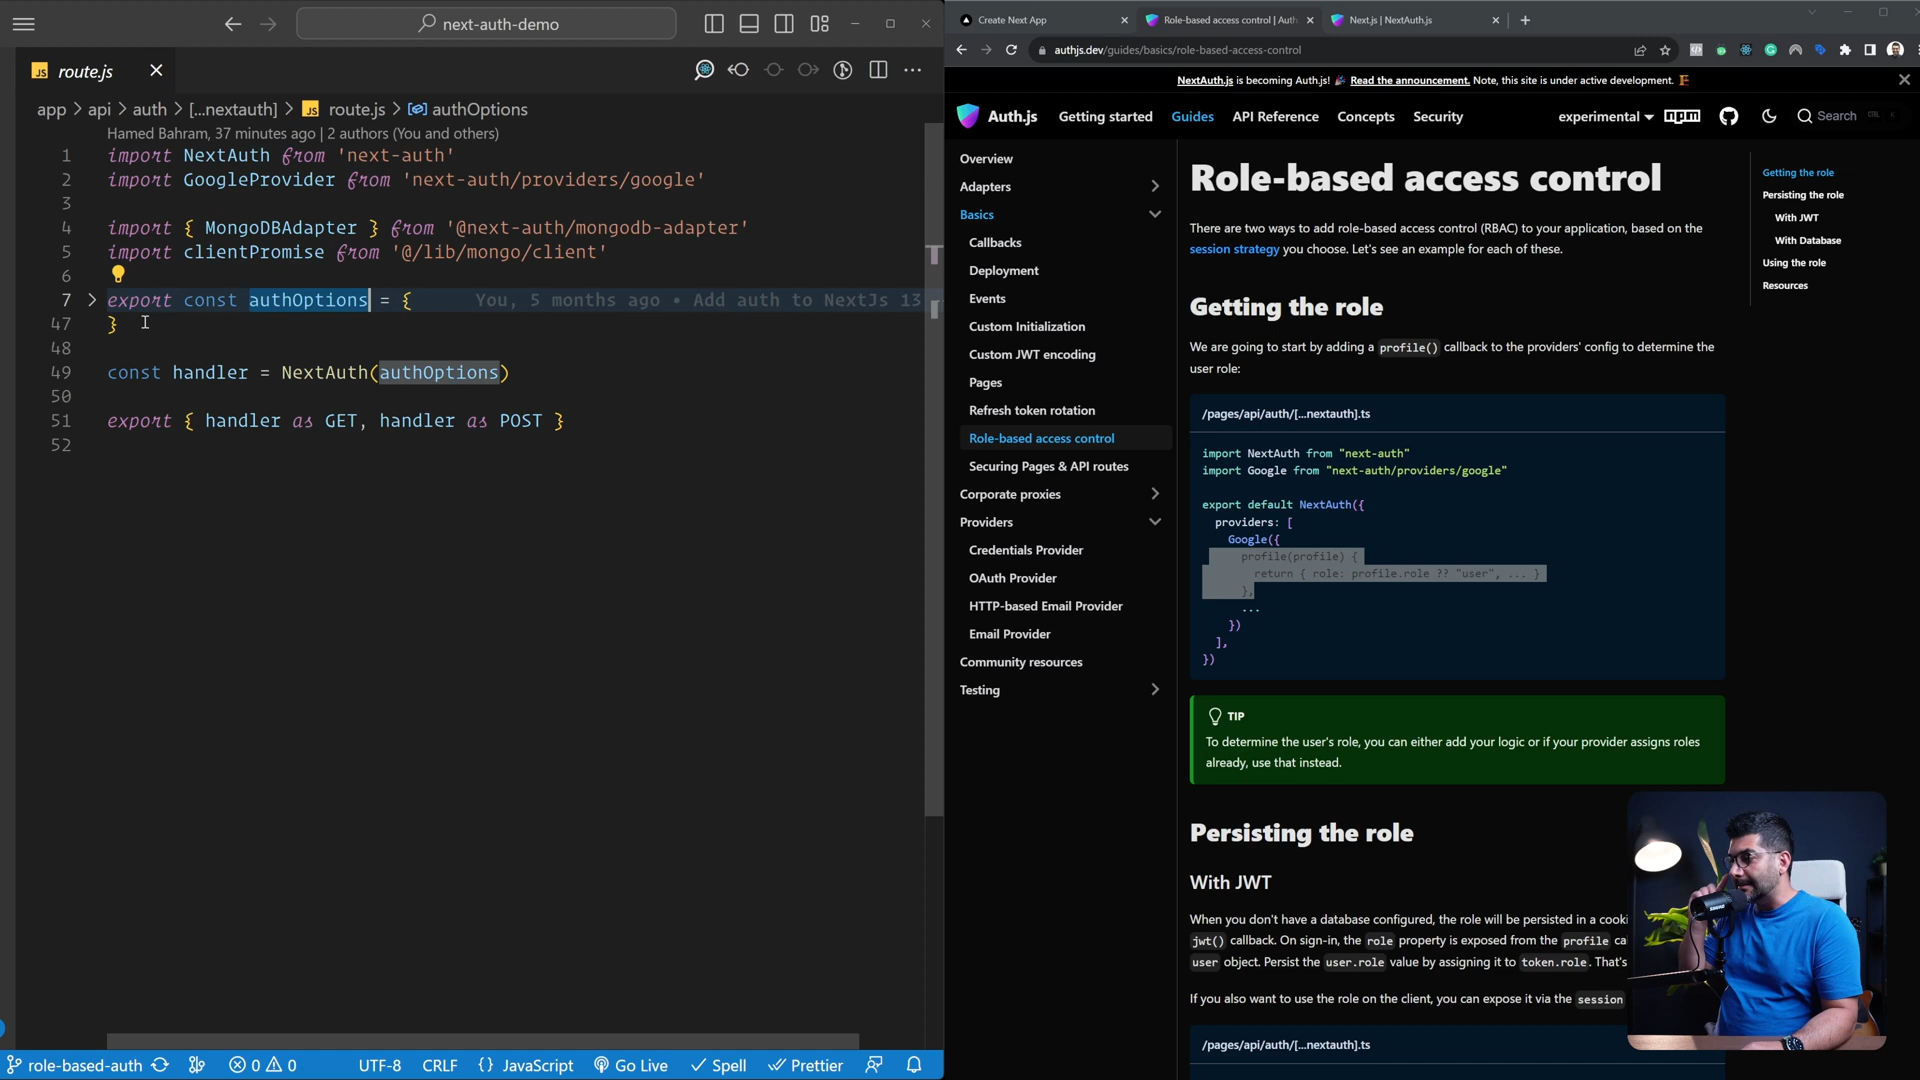 next-auth-demo
JS route.js
app > api > auth > [...nextauth] > JS route.js > authOptions
Hamed Bahram, 37 minutes ago | 2 authors (You and others)
1 import NextAuth from 'next-auth'
2 import GoogleProvider from 'next-auth/providers/google'
3
4 import { MongoDBAdapter } from '@next-auth/mongodb-adapter'
5 import clientPromise from '@/lib/mongo/client'
6
7 export const authOptions = { You, 5 months ago • Add auth to NextJs 13
47 }
48
49 const handler = NextAuth(authOptions)
50
51 export { handler as GET, handler as POST }
52
role-based-auth 0 0 UTF-8 CRLF {} JavaScript Go Live Spell Prettier
Create Next App
Role-based access control | Auth
Next.js | NextAuth.js
authjs.dev/guides/basics/role-based-access-control
NextAuth.js is becoming Auth.js! 🎉 Read the announcement. Note, this site is under active development.
Auth.js Getting started Guides API Reference Concepts Security experimental npm Search CTRL K
Overview
Adapters
Basics
Callbacks
Deployment
Events
Custom Initialization
Custom JWT encoding
Pages
Refresh token rotation
Role-based access control
Securing Pages & API routes
Corporate proxies
Providers
Credentials Provider
OAuth Provider
HTTP-based Email Provider
Email Provider
Community resources
Testing
Role-based access control
There are two ways to add role-based access control (RBAC) to your application, based on the
session strategy you choose. Let's see an example for each of these.
Getting the role
We are going to start by adding a profile() callback to the providers' config to determine the
user role:
/pages/api/auth/[...nextauth].ts
import NextAuth from "next-auth"
import Google from "next-auth/providers/google"
export default NextAuth({
providers: [
Google({
profile(profile) {
return { role: profile.role ?? "user", ... }
},
...
})
],
})
TIP
To determine the user's role, you can either add your logic or if your provider assigns roles
already, use that instead.
Persisting the role
With JWT
When you don't have a database configured, the role will be persisted in a cooki
jwt() callback. On sign-in, the role property is exposed from the profile ca
user object. Persist the user.role value by assigning it to token.role. That's
If you also want to use the role on the client, you can expose it via the session
/pages/api/auth/[...nextauth].ts
Getting the role
Persisting the role
With JWT
With Database
Using the role
Resources